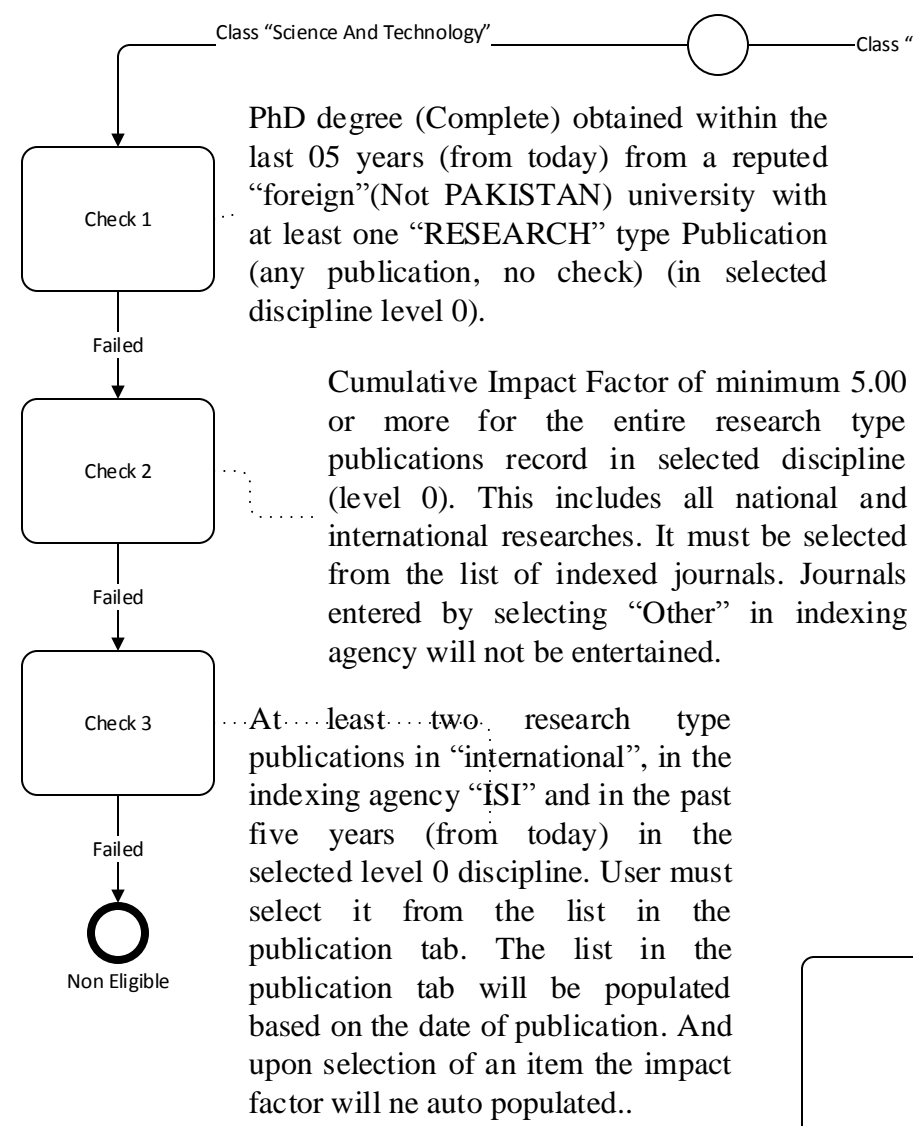 Class “Science And Technology”
Class “
PhD degree (Complete) obtained within the
last 05 years (from today) from a reputed
“foreign”(Not PAKISTAN) university with
at least one “RESEARCH” type Publication
(any publication, no check) (in selected
discipline level 0).
Check 1
Failed
Cumulative Impact Factor of minimum 5.00
or more for the entire research type
publications record in selected discipline
(level 0). This includes all national and
international researches. It must be selected
from the list of indexed journals. Journals
entered by selecting “Other” in indexing
agency will not be entertained.
Check 2
Failed
At least two research type
publications in “international”, in the
indexing agency “ISI” and in the past
five years (from today) in the
selected level 0 discipline. User must
select it from the list in the
publication tab. The list in the
publication tab will be populated
based on the date of publication. And
upon selection of an item the impact
factor will ne auto populated..
Check 3
Failed
Non Eligible